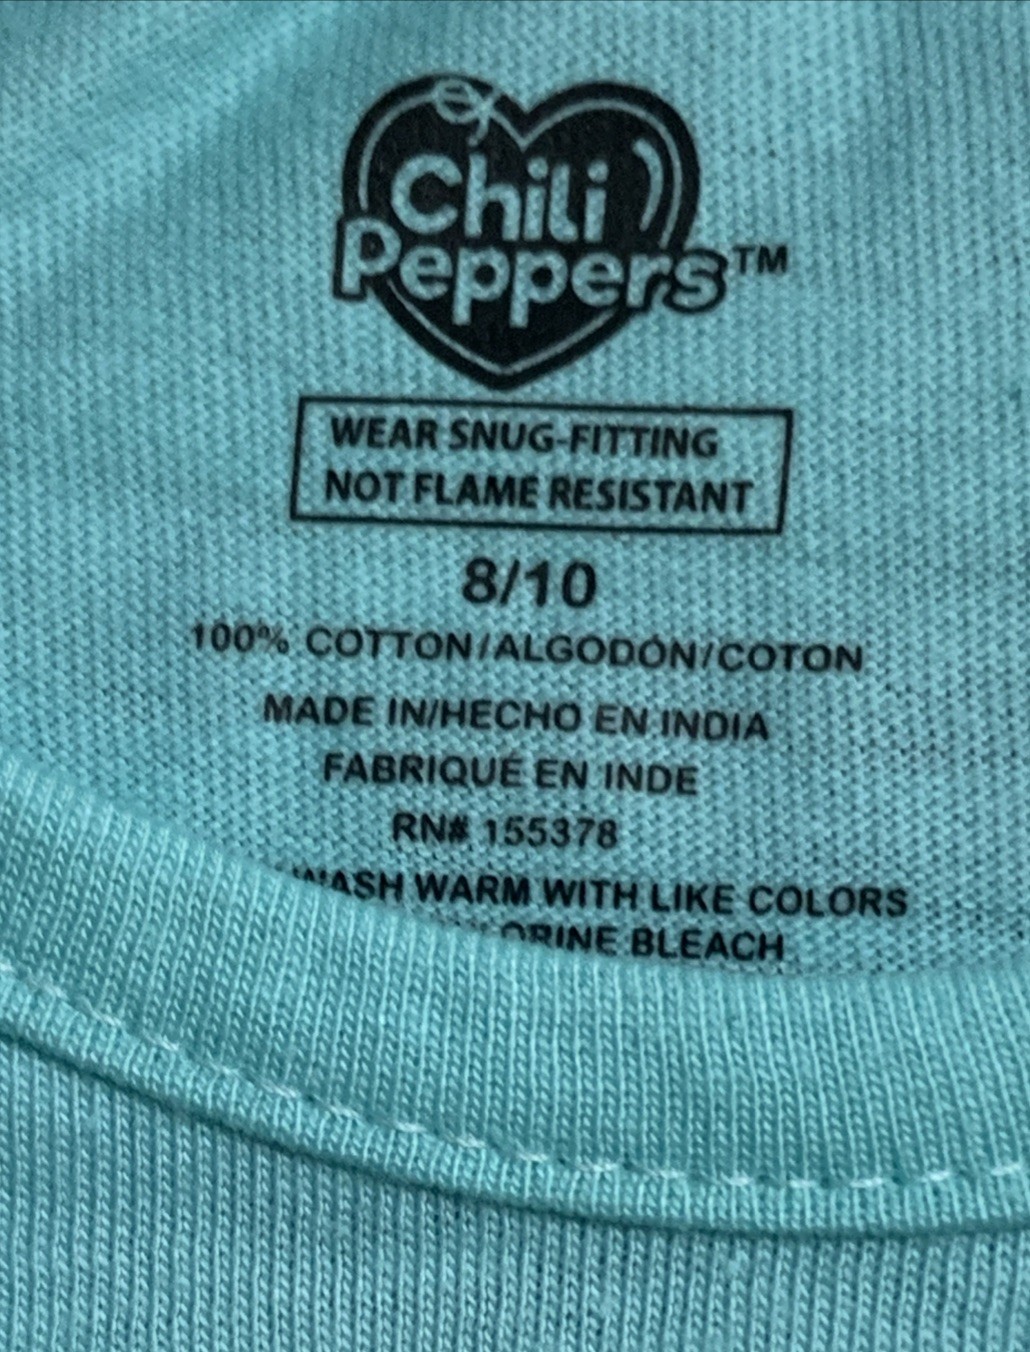 Chili
Peppers™
WEAR SNUG-FITTING
NOT FLAME RESISTANT
8/10
100% COTTON/ALGODÓN/COTON
MADE IN/HECHO EN INDIA
FABRIQUÉ EN INDE
RN# 155378
WASH WARM WITH LIKE COLORS
BLEACH